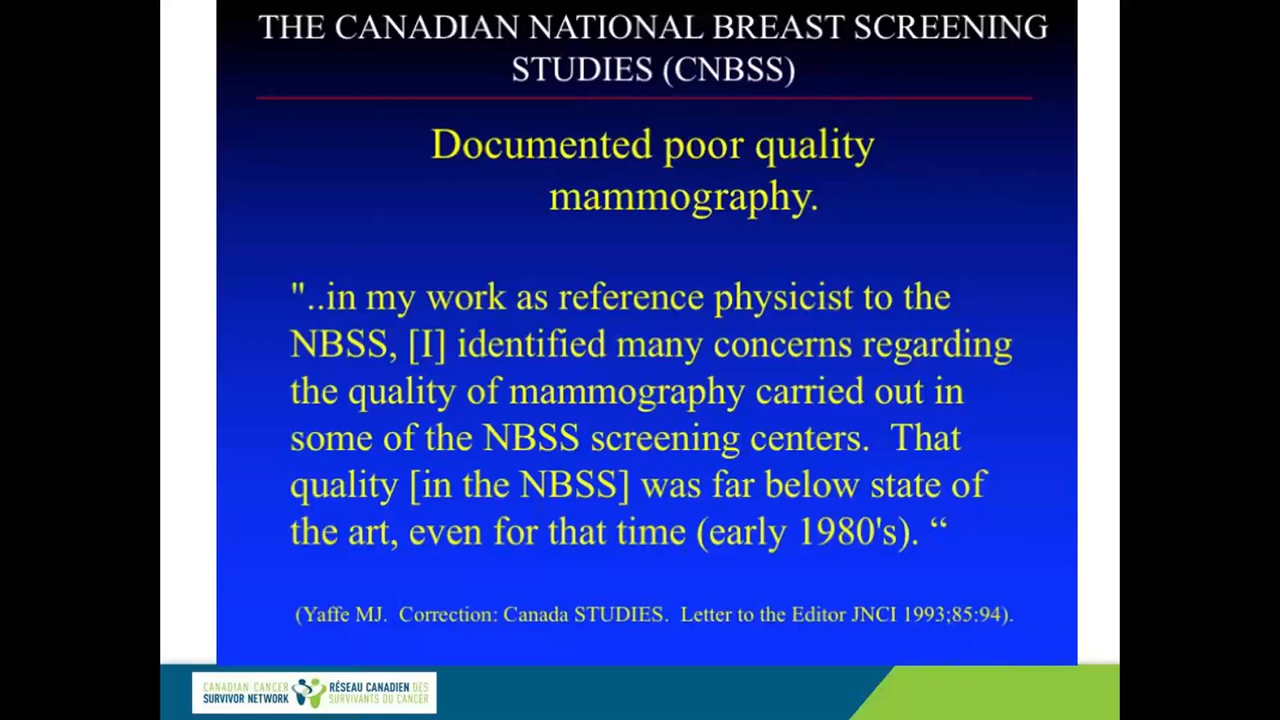 THE CANADIAN NATIONAL BREAST SCREENING
STUDIES (CNBSS)
Documented poor quality
mammography.
"..in my work as reference physicist to the
NBSS, [I] identified many concerns regarding
the quality of mammography carried out in
some of the NBSS screening centers.  That
quality [in the NBSS] was far below state of
the art, even for that time (early 1980's). “
(Yaffe MJ.  Correction: Canada STUDIES.  Letter to the Editor JNCI 1993;85:94).
CANADIAN CANCER
SURVIVOR NETWORK
RÉSEAU CANADIEN DES
SURVIVANTS DU CANCER